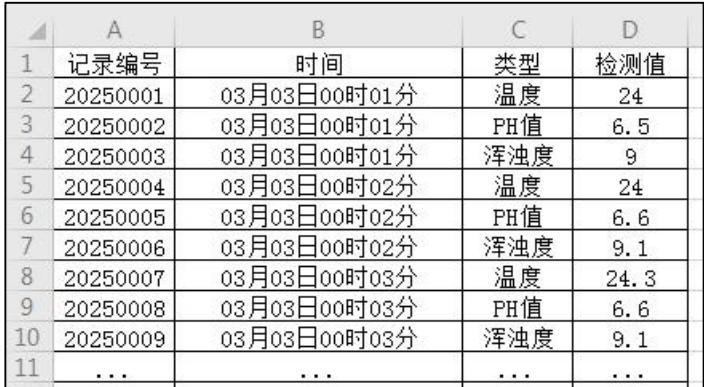 A B C D
1 记录编号 时间 类型 检测值
2 20250001 03月03日00时01分 温度 24
3 20250002 03月03日00时01分 PH值 6.5
4 20250003 03月03日00时01分 浑浊度 9
5 20250004 03月03日00时02分 温度 24
6 20250005 03月03日00时02分 PH值 6.6
7 20250006 03月03日00时02分 浑浊度 9.1
8 20250007 03月03日00时03分 温度 24.3
9 20250008 03月03日00时03分 PH值 6.6
10 20250009 03月03日00时03分 浑浊度 9.1
11 ... ... ... ...